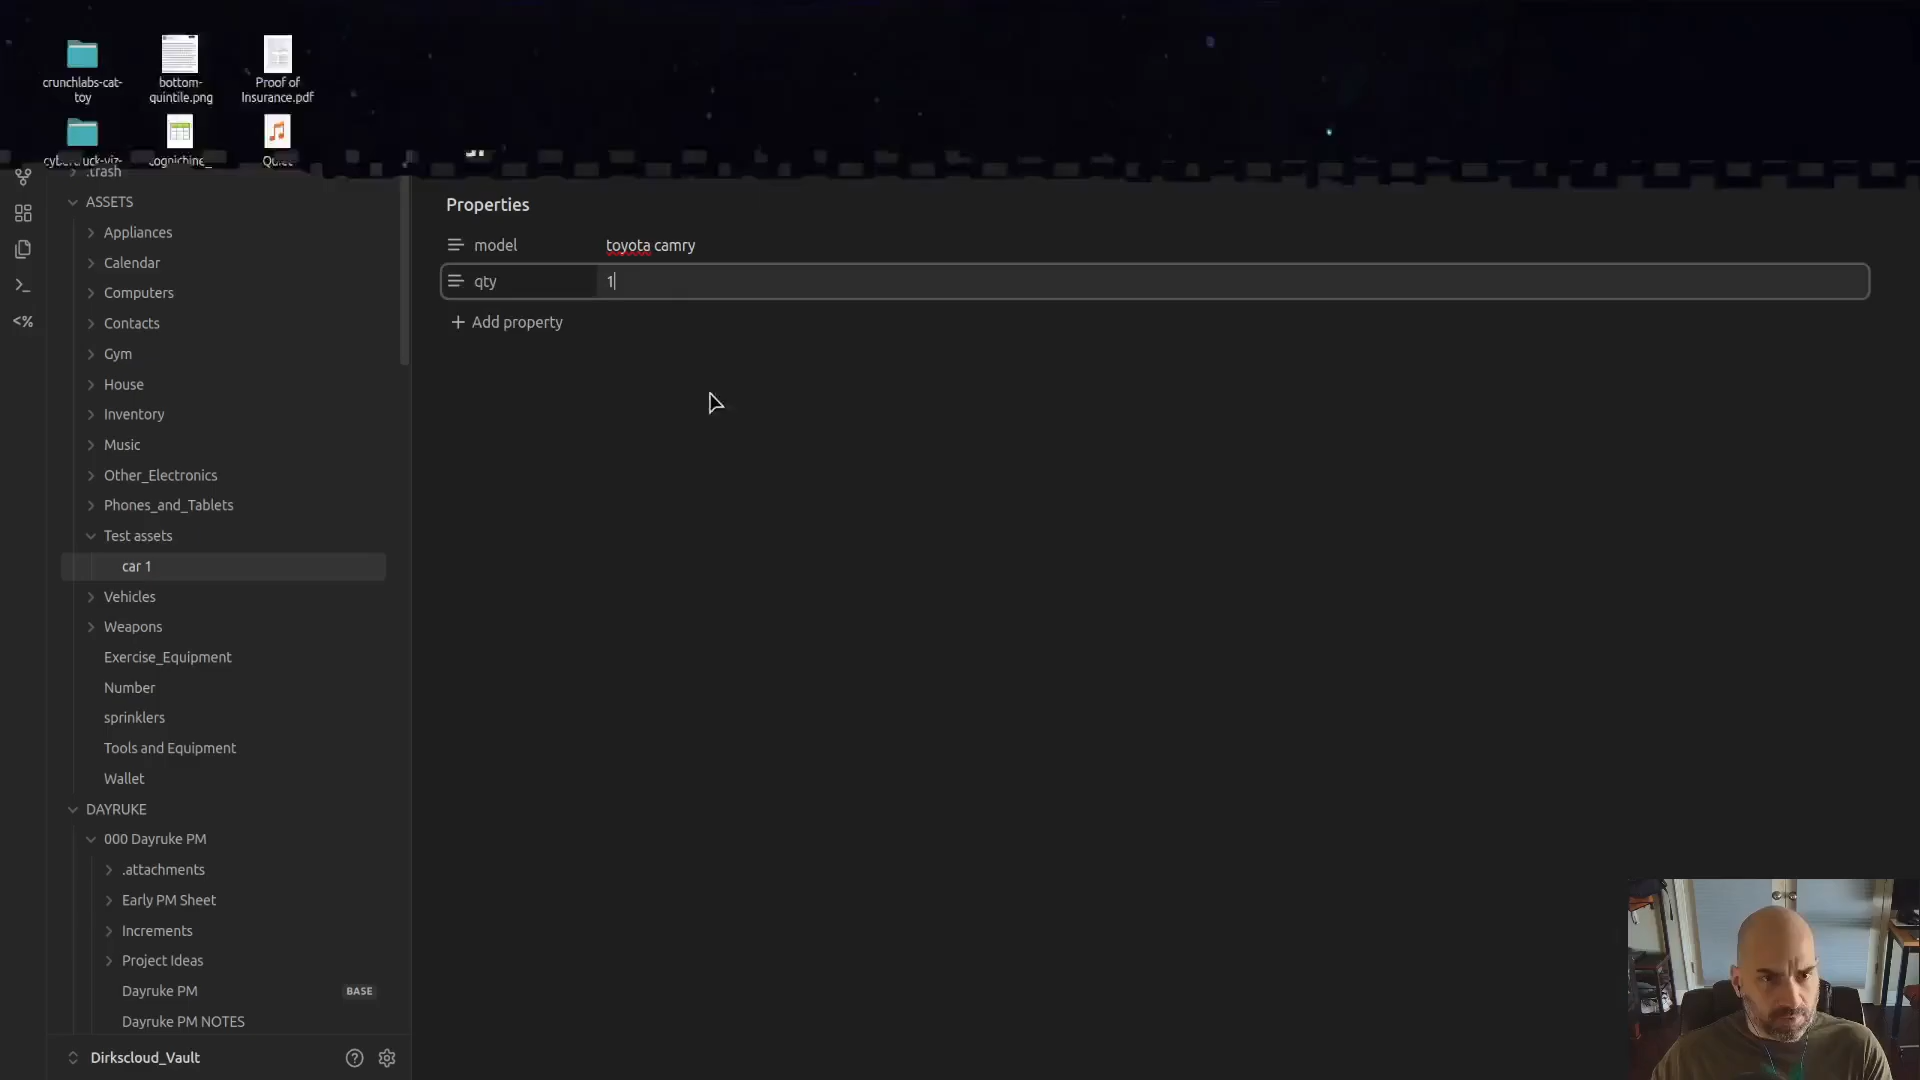 crunchlabs-cat-
toy
bottom-
quintile.png
Proof of
Insurance.pdf
.trash
ASSETS
Appliances
Calendar
Computers
Contacts
Gym
House
Inventory
Music
Other_Electronics
Phones_and_Tablets
Test assets
car 1
Vehicles
Weapons
Exercise_Equipment
Number
sprinklers
Tools and Equipment
Wallet
DAYRUKE
000 Dayruke PM
.attachments
Early PM Sheet
Increments
Project Ideas
Dayruke PM BASE
Dayruke PM NOTES
Dirkscloud_Vault
Properties
model toyota camry
qty 1
+ Add property